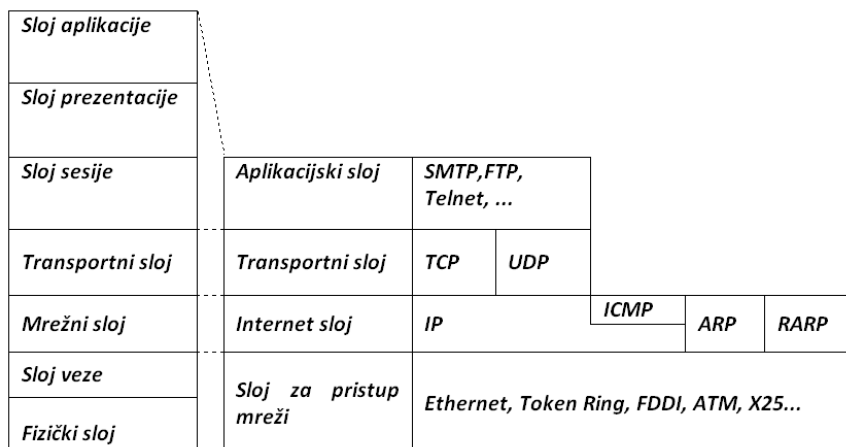 Sloj aplikacije
Sloj prezentacije
Sloj sesije
Transportni sloj
Mrežni sloj
Sloj veze
Fizički sloj
Aplikacijski sloj
Transportni sloj
Internet sloj
Sloj za pristup
mreži
SMTP,FTP,
Telnet, ...
TCP
UDP
IP
ICMP
ARP
RARP
Ethernet, Token Ring, FDDI, ATM, X25...